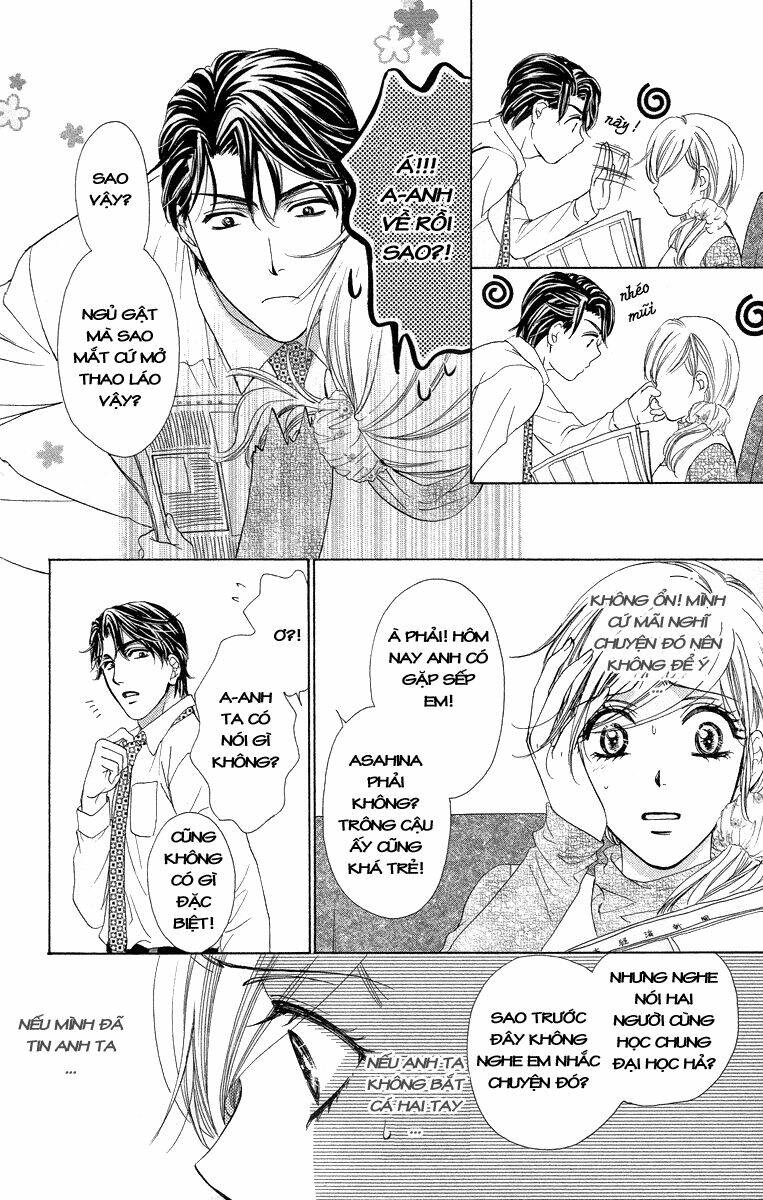 này !
nhéo
mũi
Á!!!
A-ANH
VỀ RỒI
SAO?!
SAO
VẬY?
NGỦ GẬT
MÀ SAO
MẮT CỨ MỞ
THAO LÁO
VẬY?
KHÔNG ỔN! MÌNH
CỨ MÃI NGHĨ
CHUYỆN ĐÓ NÊN
KHÔNG ĐỂ Ý
...
À PHẢI! HÔM
NAY ANH CÓ
GẶP SẾP
EM!
ASAHINA
PHẢI
KHÔNG?
TRÔNG CẬU
ẤY CŨNG
KHÁ TRẺ!
Ơ?!
A-ANH
TA CÓ
NÓI GÌ
KHÔNG?
CŨNG
KHÔNG
CÓ GÌ
ĐẶC
BIỆT!
NHƯNG NGHE
NÓI HAI
NGƯỜI CÙNG
HỌC CHUNG
ĐẠI HỌC HẢ?
SAO TRƯỚC
ĐÂY KHÔNG
NGHE EM NHẮC
CHUYỆN ĐÓ?
NẾU ANH TA
KHÔNG BẮT
CÁ HAI TAY
...
NẾU MÌNH ĐÃ
TIN ANH TA
...